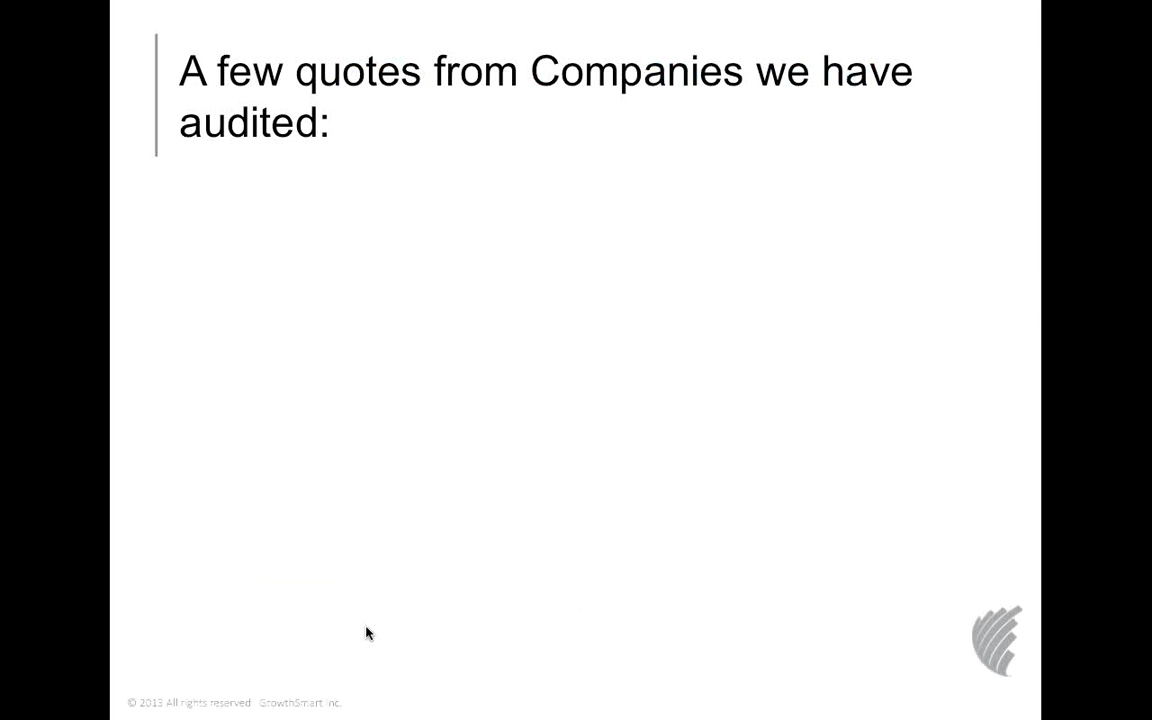 A few quotes from Companies we have
audited:
© 2013 All rights reserved GrowthSmart Inc.